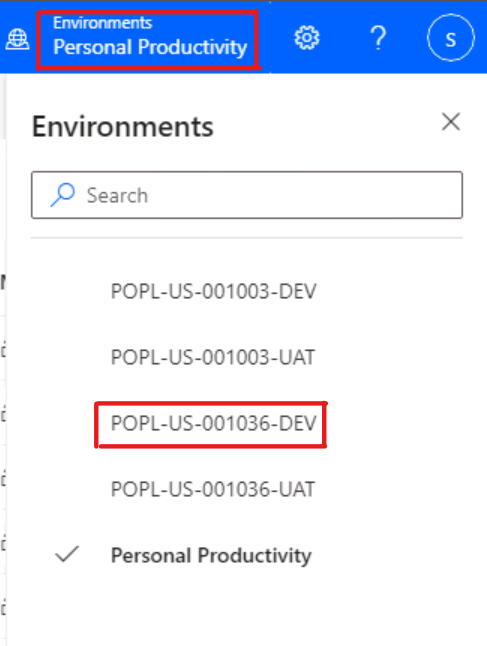 Environments
Personal Productivity
?
S
Environments
Search
POPL-US-001003-DEV
POPL-US-001003-UAT
POPL-US-001036-DEV
POPL-US-001036-UAT
Personal Productivity